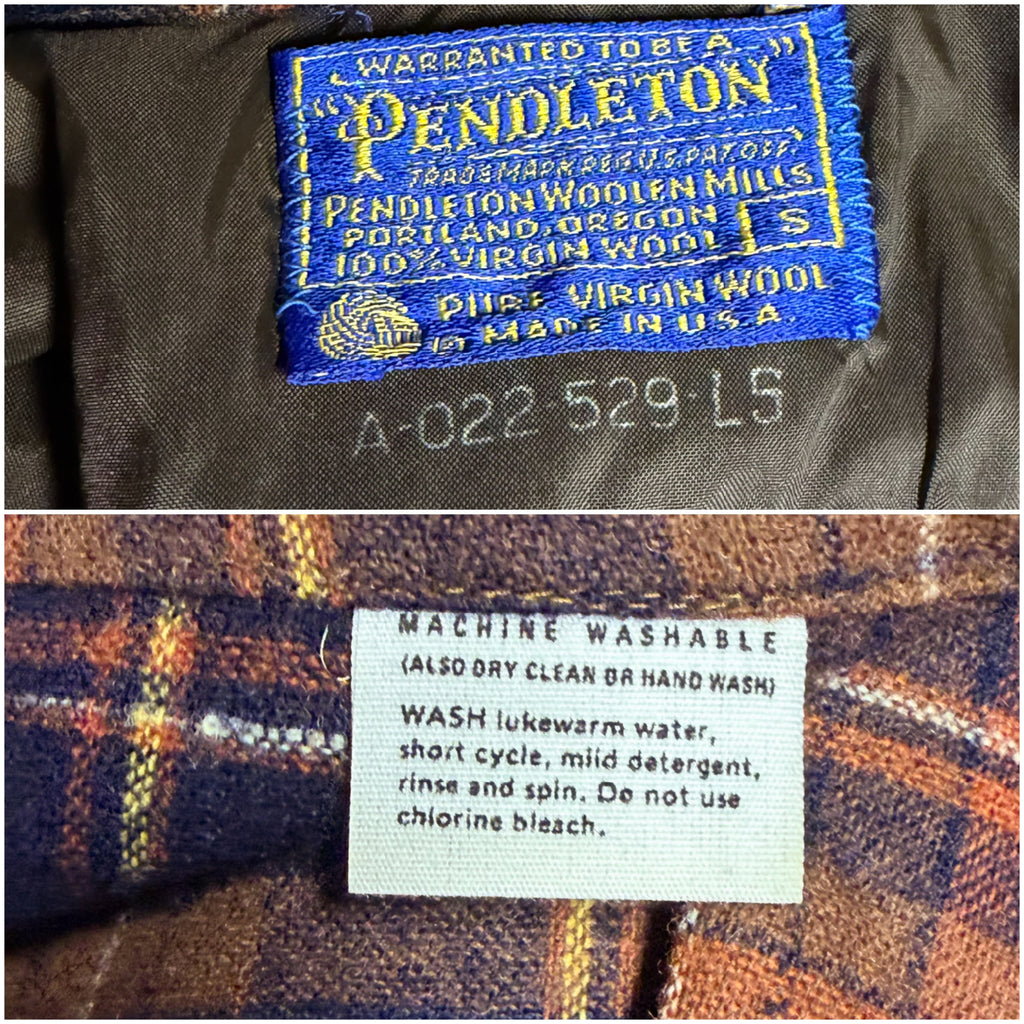 WARRANTED TO BE A
"PENDLETON"
TRADEMARK REG. U.S. PAT. OFF.
PENDLETON WOOLEN MILLS
PORTLAND, OREGON
100% VIRGIN WOOL
S
PURE VIRGIN WOOL
MADE IN U.S.A.
A-022-529-LS
MACHINE WASHABLE
(ALSO DRY CLEAN OR HAND WASH)
WASH lukewarm water,
short cycle, mild detergent,
rinse and spin. Do not use
chlorine bleach.